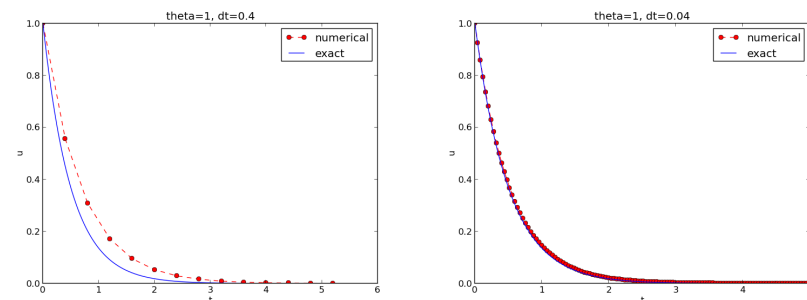 theta=1, dt=0.4
1.0
0.8
0.6
0.4
0.2
0.0
u
0 1 2 3 4 5 6
numerical
exact
theta=1, dt=0.04
1.0
0.8
0.6
0.4
0.2
0.0
u
0 1 2 3 4
numerical
exact